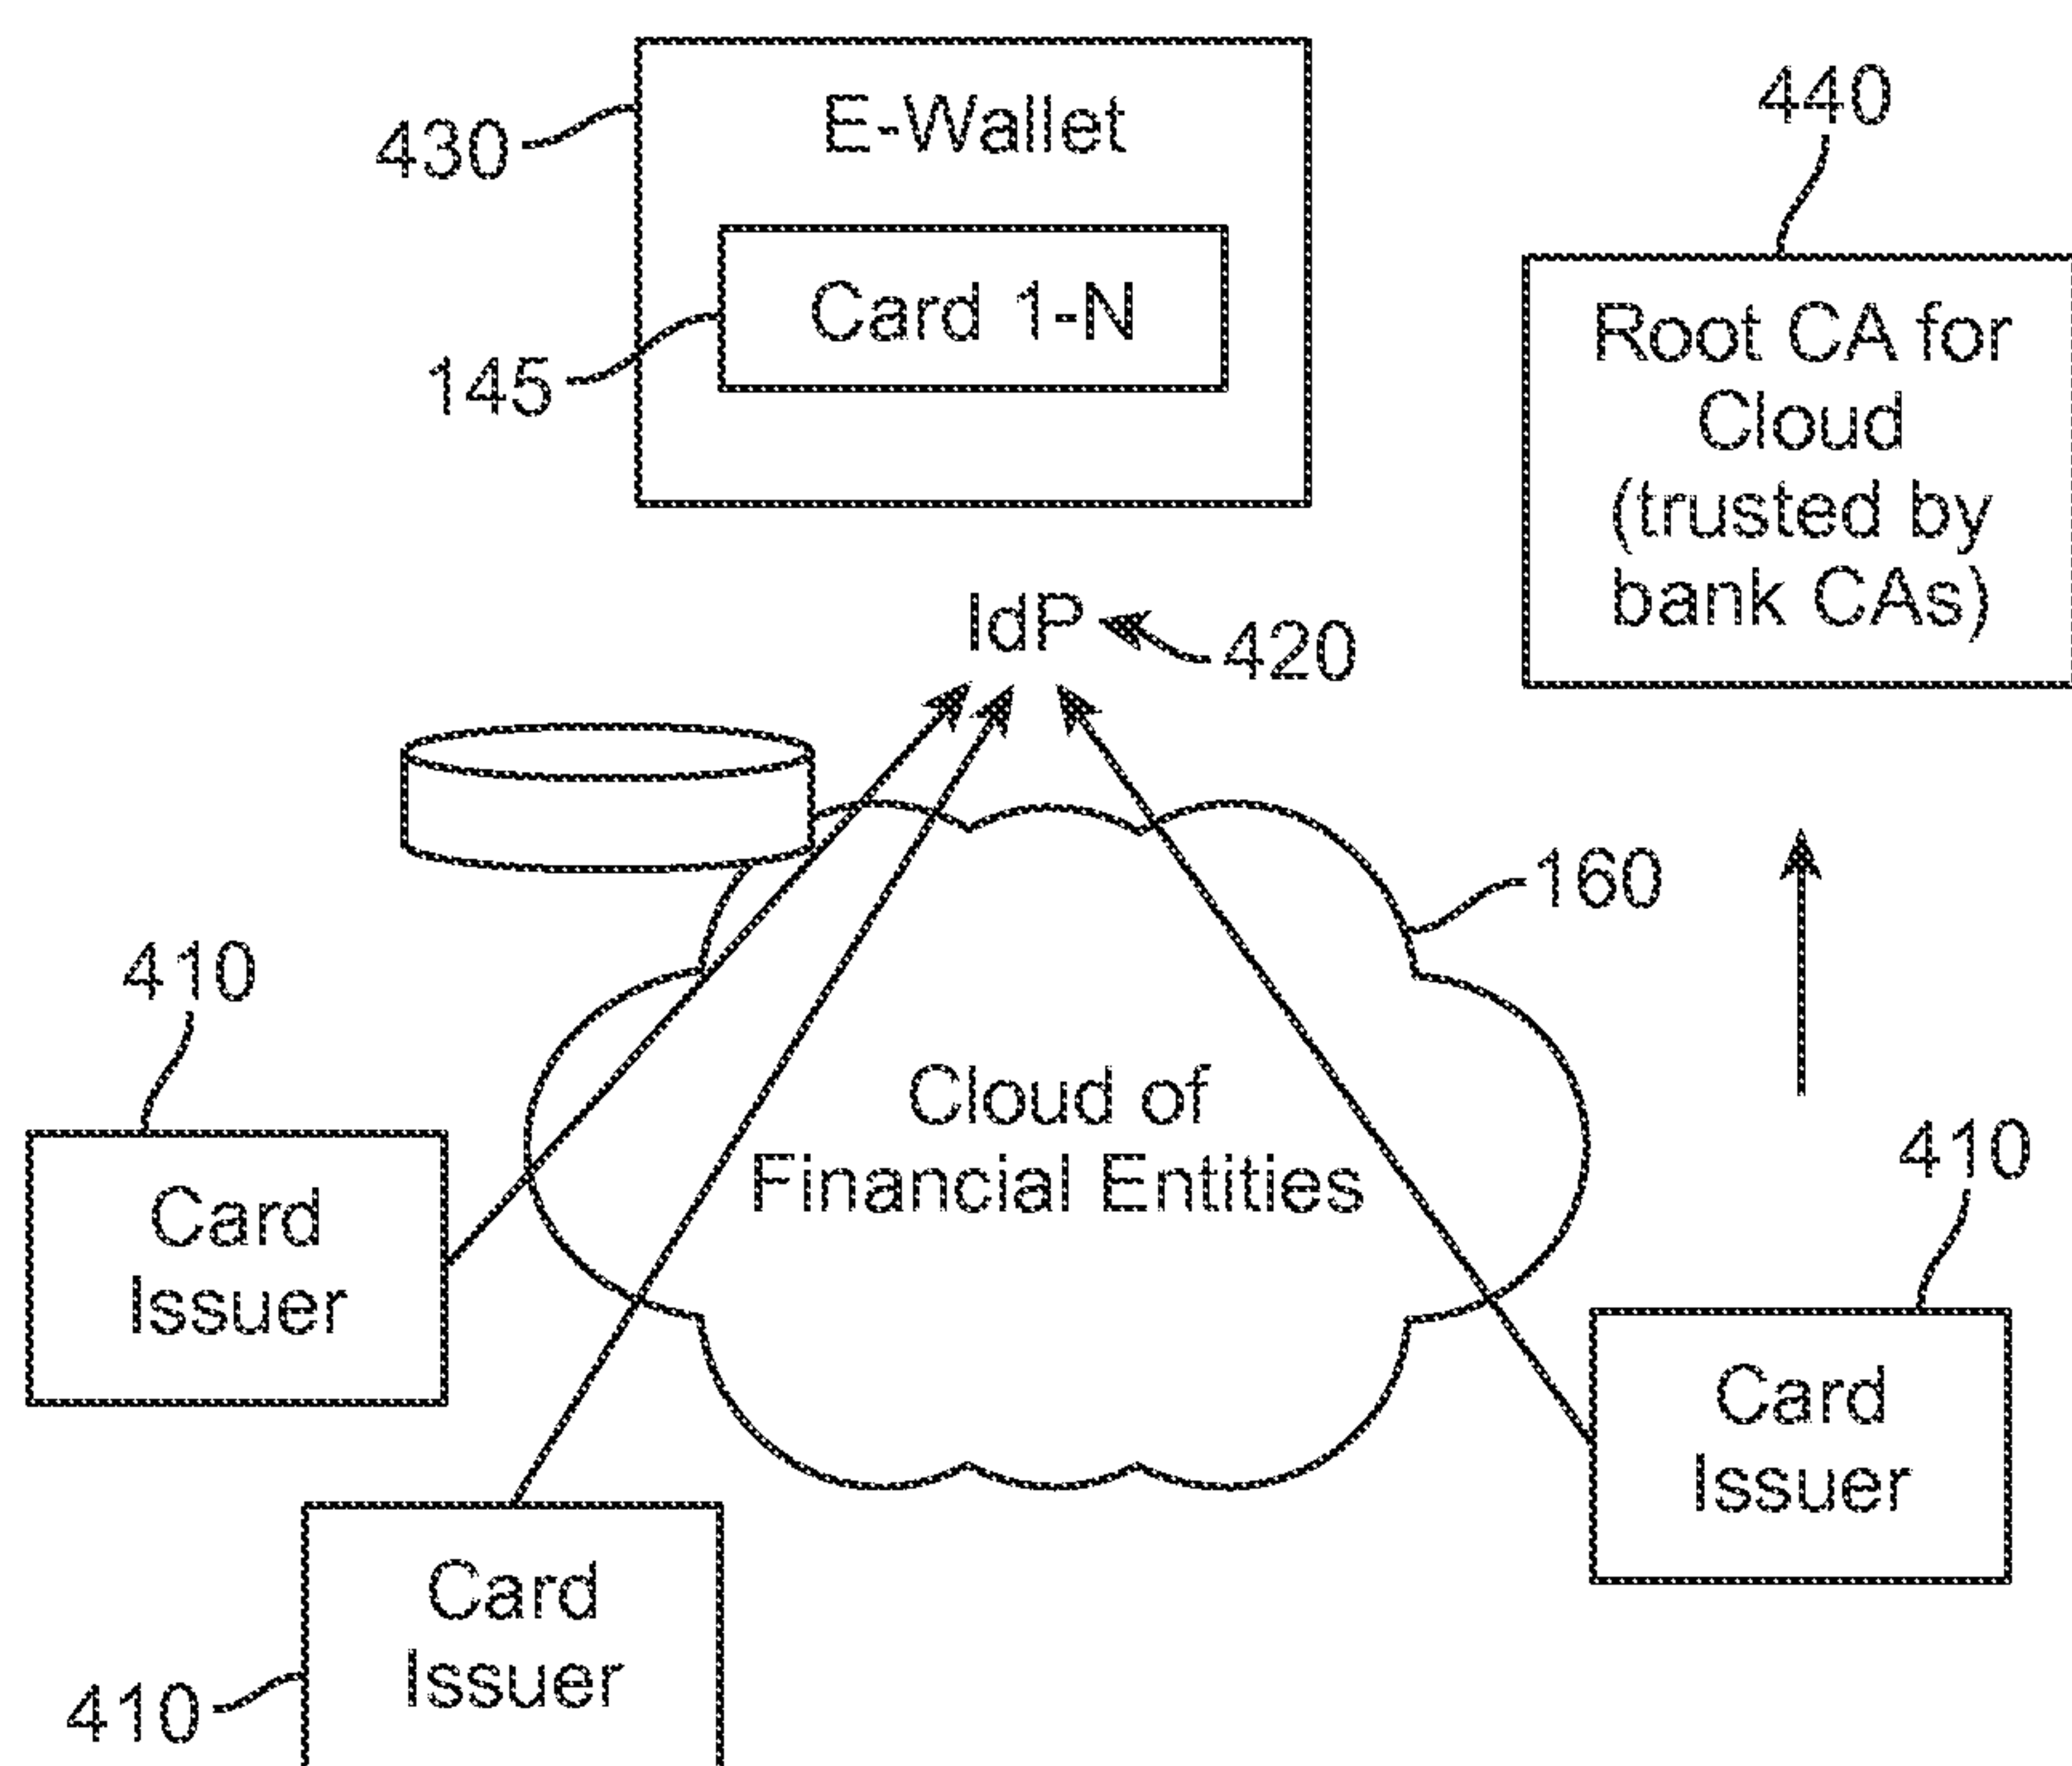 E-Wallet
430
440
Card 1-N
145
Root CA for
Cloud
(trusted by
bank CAs)
IdP
420
160
410
Cloud of
Financial Entities
410
Card
Issuer
Card
Issuer
Card
Issuer
410